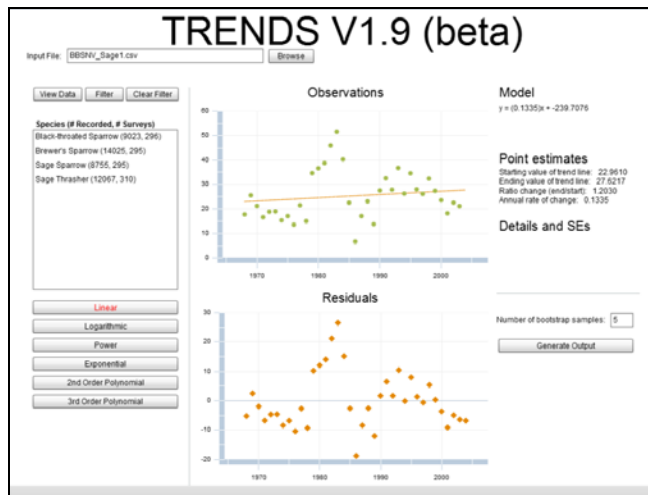 TRENDS V1.9 (beta)
Input File: BBSNV_Sage1.csv Browse
View Data Filter Clear Filter
Species (# Recorded, # Surveys)
Black-throated Sparrow (9023, 295)
Brewer's Sparrow (14025, 295)
Sage Sparrow (8755, 295)
Sage Thrasher (12067, 310)
Linear
Logarithmic
Power
Exponential
2nd Order Polynomial
3rd Order Polynomial
Observations
60
50
40
30
20
10
0
1970 1980 1990 2000
Residuals
30
20
10
0
-10
-20
1970 1980 1990 2000
Model
y = (0.1335)x + -239.7076
Point estimates
Starting value of trend line: 22.9610
Ending value of trend line: 27.6217
Ratio change (end/start): 1.2030
Annual rate of change: 0.1335
Details and SEs
Number of bootstrap samples: 5
Generate Output